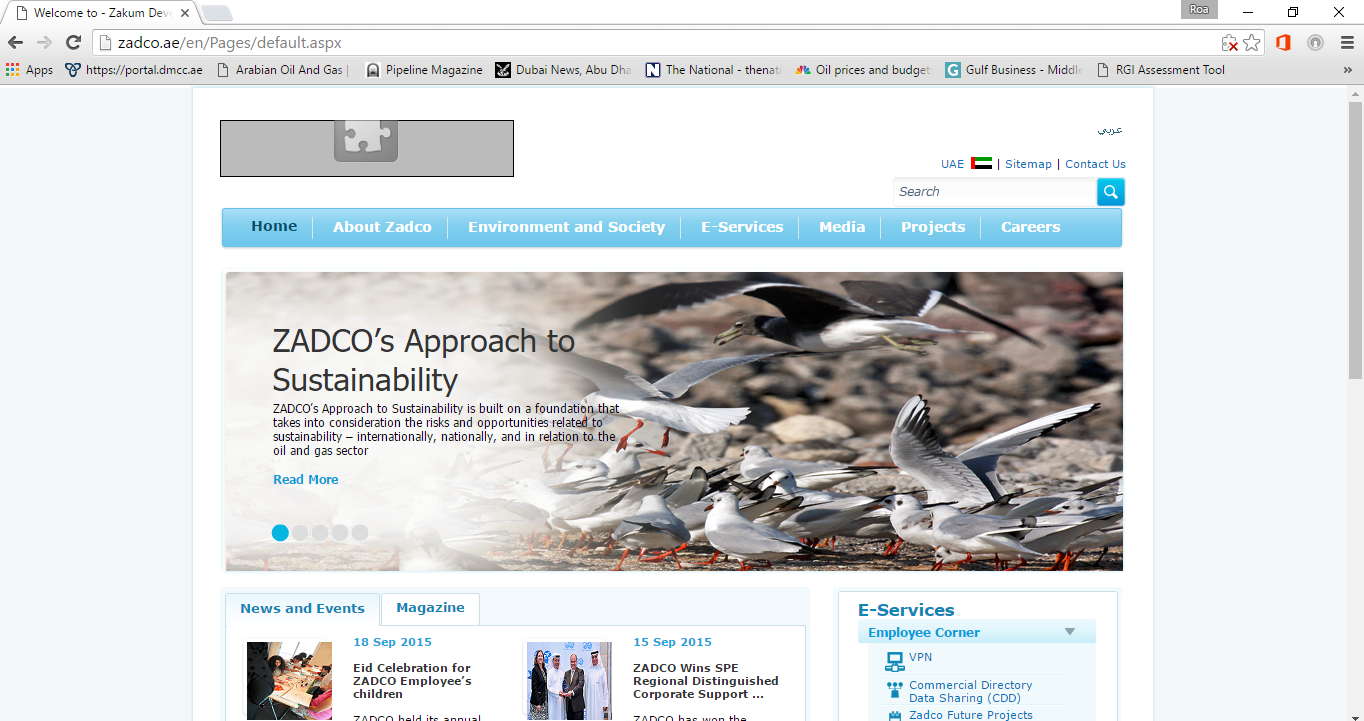 Welcome to - Zakum Deve
Roa
zadco.ae/en/Pages/default.aspx
Apps
https://portal.dmcc.ae
Arabian Oil And Gas |
Pipeline Magazine
Dubai News, Abu Dha
The National - thenati
Oil prices and budget
Gulf Business - Middle
RGI Assessment Tool
»
عربي
UAE | Sitemap | Contact Us
Search
Home
About Zadco
Environment and Society
E-Services
Media
Projects
Careers
ZADCO’s Approach to
Sustainability
ZADCO’s Approach to Sustainability is built on a foundation that
takes into consideration the risks and opportunities related to
sustainability – internationally, nationally, and in relation to the
oil and gas sector
Read More
News and Events
Magazine
18 Sep 2015
Eid Celebration for
ZADCO Employee’s
children
ZADCO held its annual
15 Sep 2015
ZADCO Wins SPE
Regional Distinguished
Corporate Support ...
ZADCO has won the
E-Services
Employee Corner
VPN
Commercial Directory
Data Sharing (CDD)
Zadco Future Projects